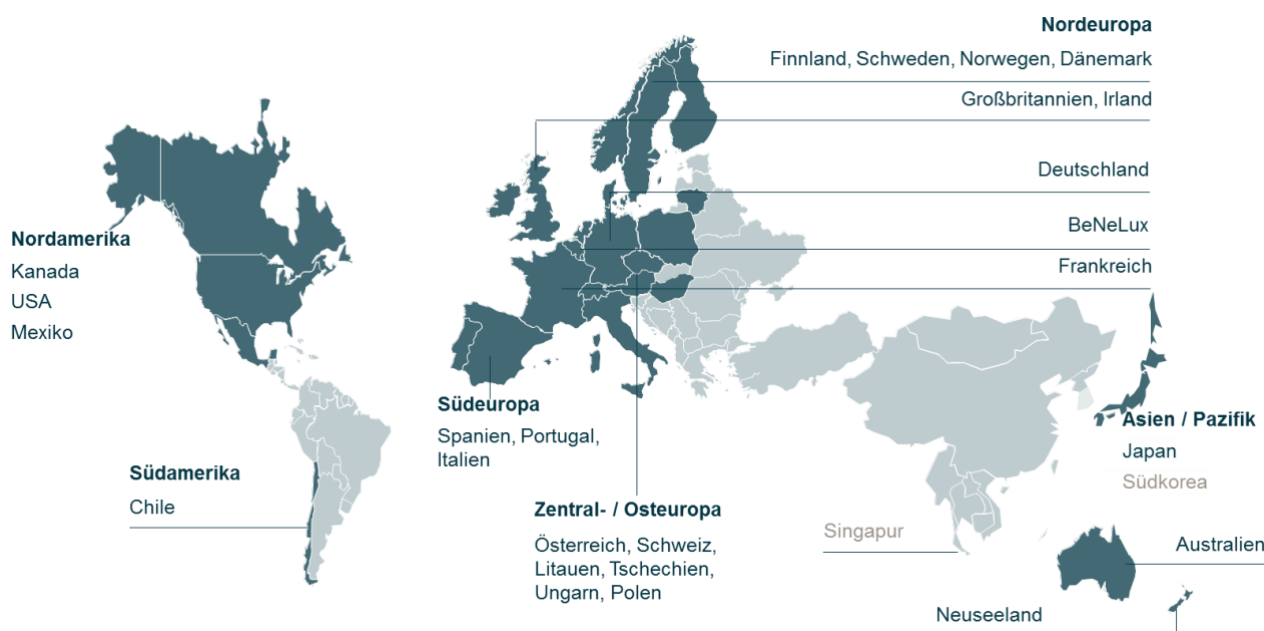 Nordeuropa
Finnland, Schweden, Norwegen, Dänemark
Großbritannien, Irland
Deutschland
BeNeLux
Frankreich
Nordamerika
Kanada
USA
Mexiko
Südeuropa
Spanien, Portugal,
Italien
Südamerika
Chile
Zentral- / Osteuropa
Österreich, Schweiz,
Litauen, Tschechien,
Ungarn, Polen
Asien / Pazifik
Japan
Südkorea
Singapur
Australien
Neuseeland